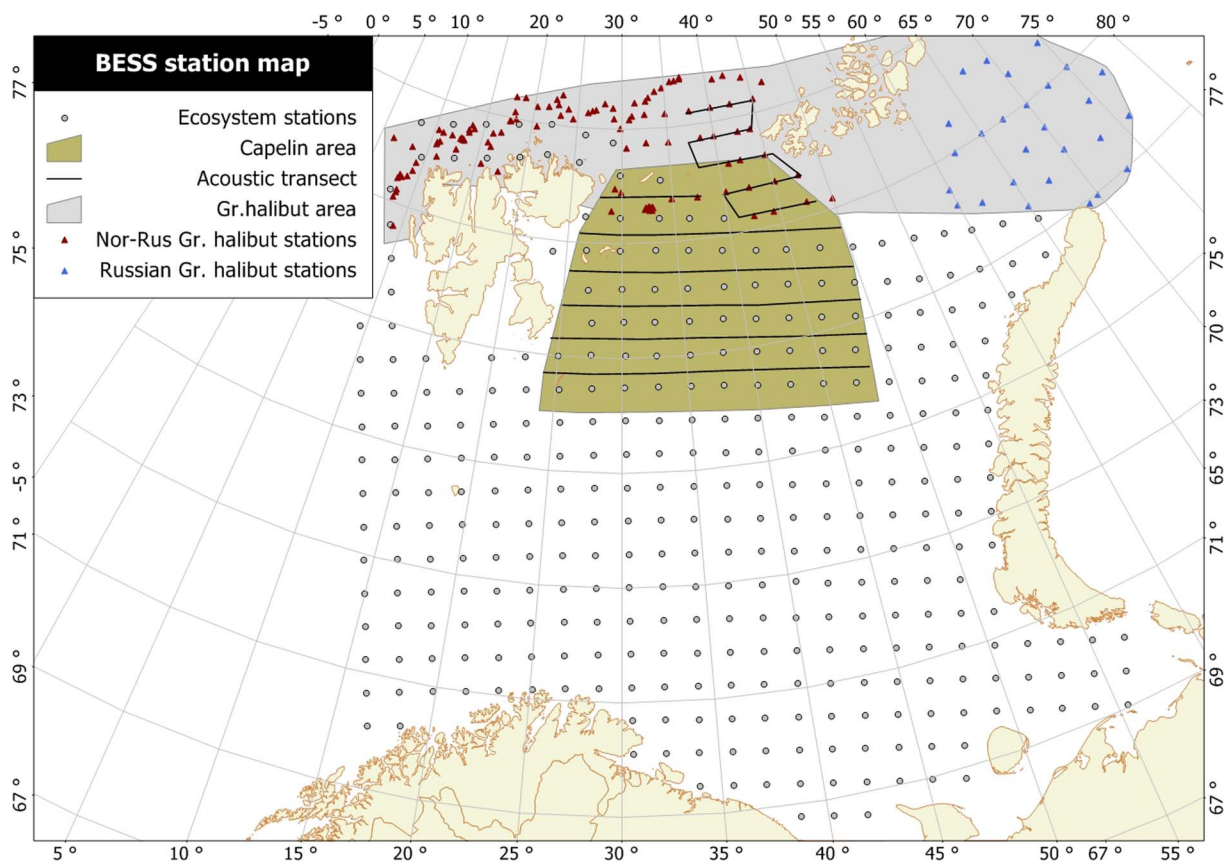 -5 ° 0 ° 5 ° 10 ° 20 ° 30 ° 40 ° 50 ° 55 ° 60 ° 65 ° 70 ° 75 ° 80 °
BESS station map
Ecosystem stations
Capelin area
Acoustic transect
Gr.halibut area
Nor-Rus Gr. halibut stations
Russian Gr. halibut stations
77 °
75 °
73 °
-5 °
71 °
69 °
67 °
77 °
75 °
70 °
73 °
65 °
71 °
69 °
67 °
5 ° 10 ° 15 ° 20 ° 25 ° 30 ° 35 ° 40 ° 45 ° 50 ° 67 ° 55 °